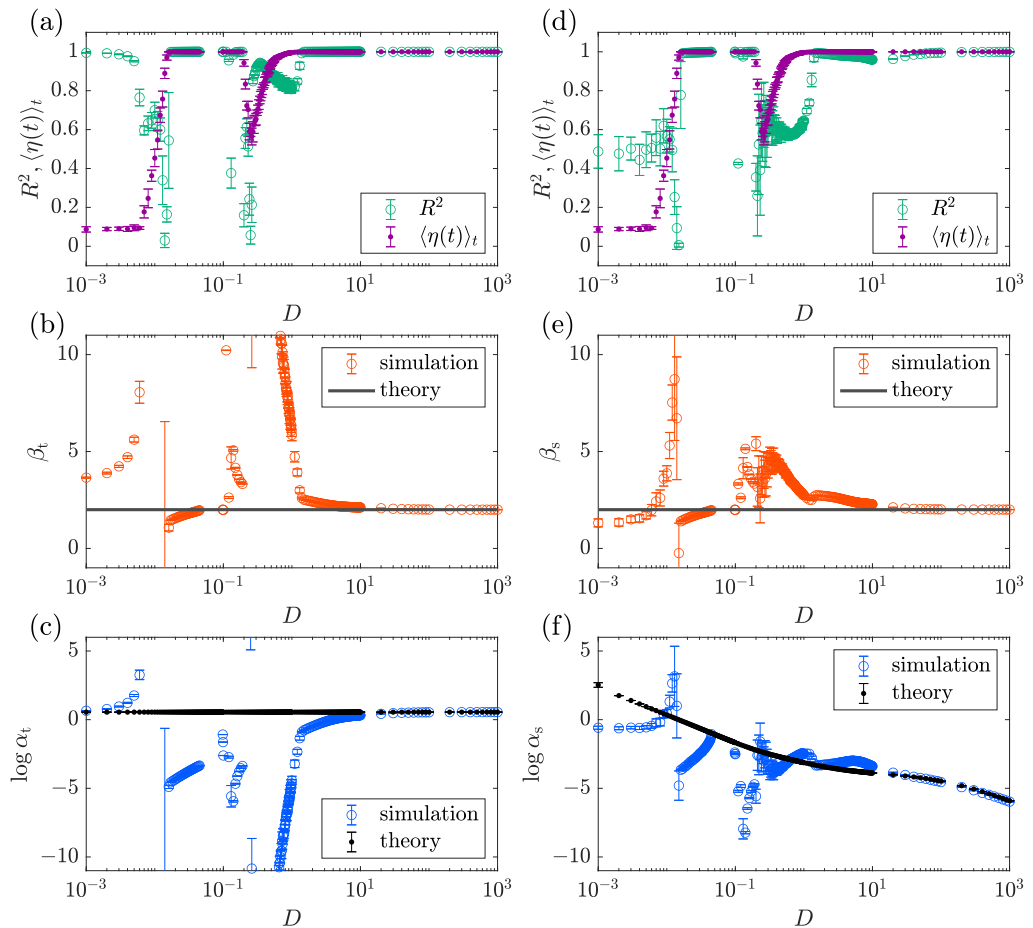 (a)
R², ⟨η(t)⟩ₜ
1
0.8
0.6
0.4
0.2
0
R²
⟨η(t)⟩ₜ
10⁻³ 10⁻¹ 10¹ 10³
D
(d)
R², ⟨η(t)⟩ₜ
1
0.8
0.6
0.4
0.2
0
R²
⟨η(t)⟩ₜ
10⁻³ 10⁻¹ 10¹ 10³
D
(b)
βₜ
10
5
0
simulation
theory
10⁻³ 10⁻¹ 10¹ 10³
D
(e)
βₛ
10
5
0
simulation
theory
10⁻³ 10⁻¹ 10¹ 10³
D
(c)
log αₜ
5
0
−5
−10
simulation
theory
10⁻³ 10⁻¹ 10¹ 10³
D
(f)
log αₛ
5
0
−5
−10
simulation
theory
10⁻³ 10⁻¹ 10¹ 10³
D